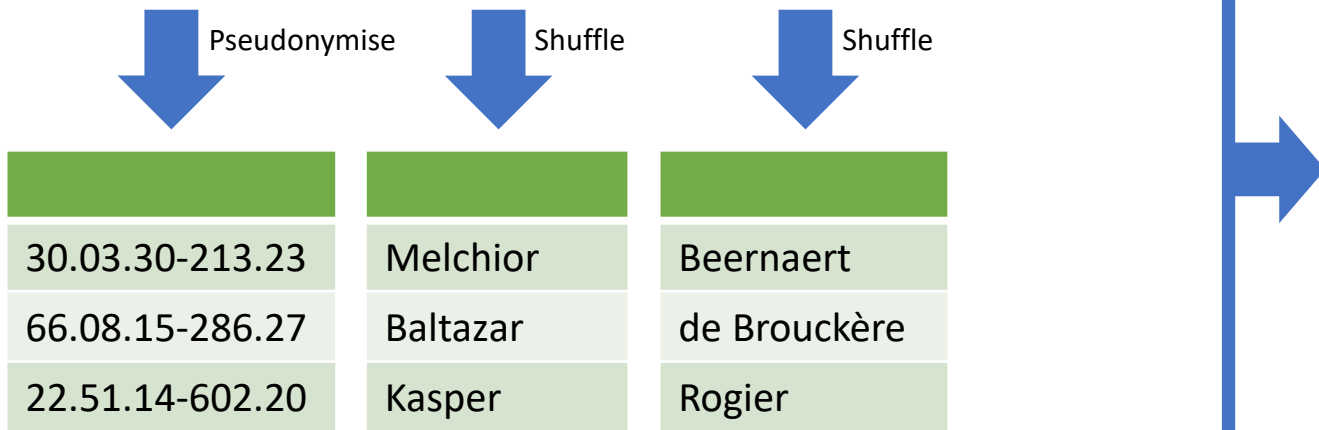 Pseudonymise Shuffle Shuffle
30.03.30-213.23 Melchior Beernaert
66.08.15-286.27 Baltazar de Brouckère
22.51.14-602.20 Kasper Rogier